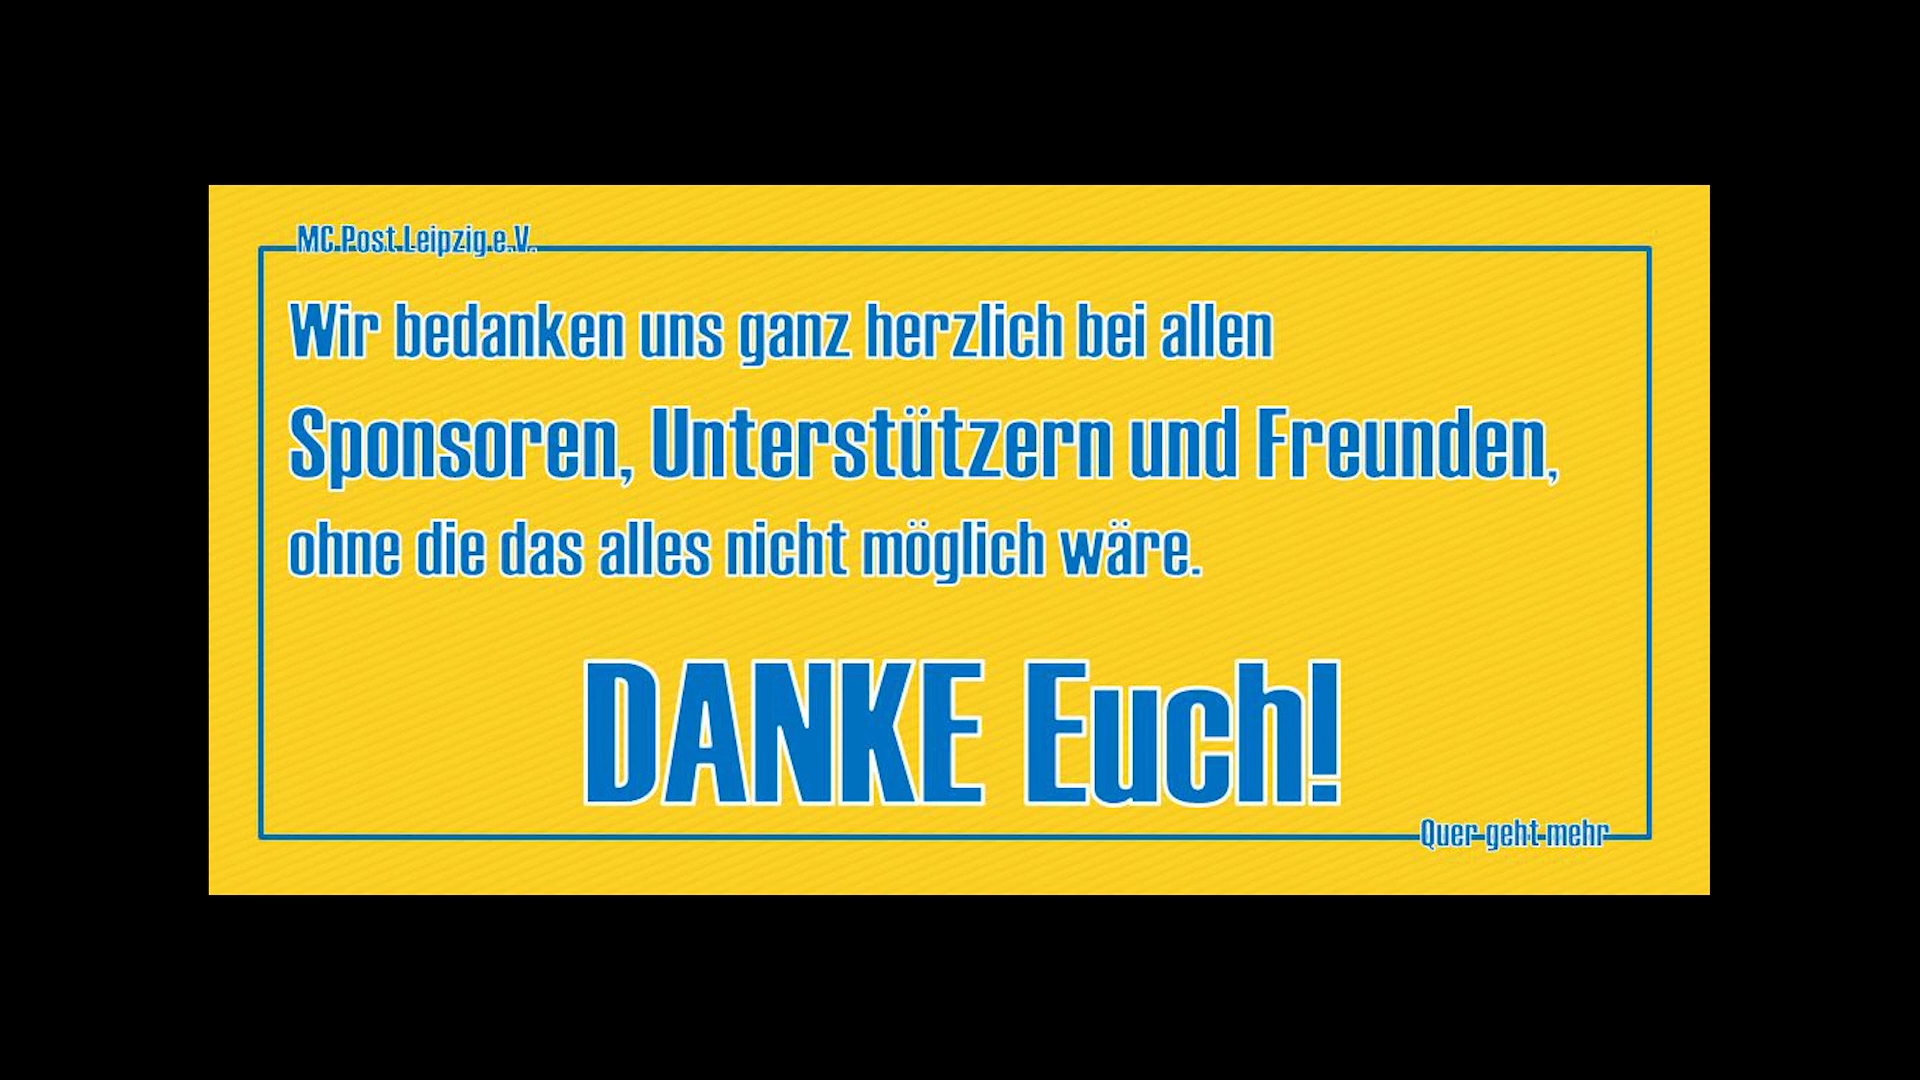 MC Post Leipzig e.V.
Wir bedanken uns ganz herzlich bei allen
Sponsoren, Unterstützern und Freunden,
ohne die das alles nicht möglich wäre.
DANKE Euch!
Quer geht mehr